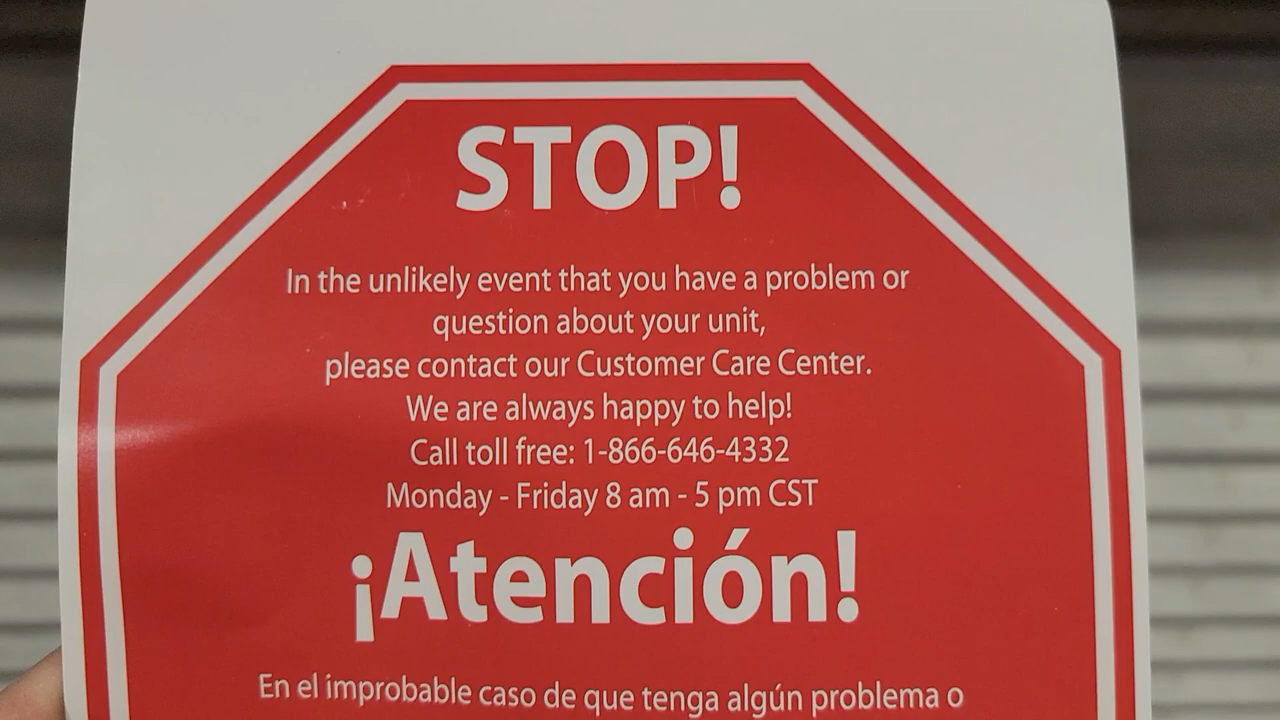 STOP!
In the unlikely event that you have a problem or
question about your unit,
please contact our Customer Care Center.
We are always happy to help!
Call toll free: 1-866-646-4332
Monday - Friday 8 am - 5 pm CST
¡Atención!
En el improbable caso de que tenga algún problema o